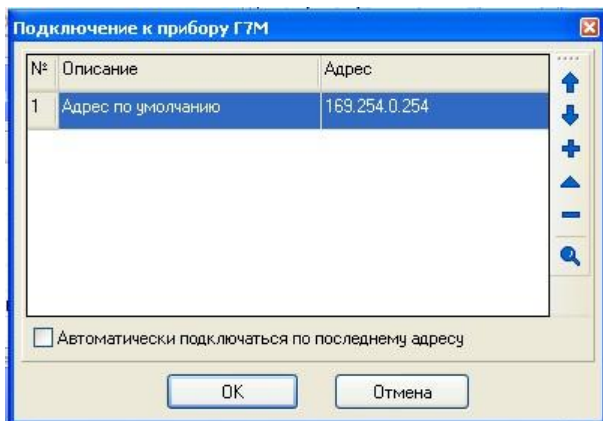 Подключение к прибору Г7М
№ Описание Адрес
1 Адрес по умолчанию 169.254.0.254
Автоматически подключаться по последнему адресу
OK Отмена